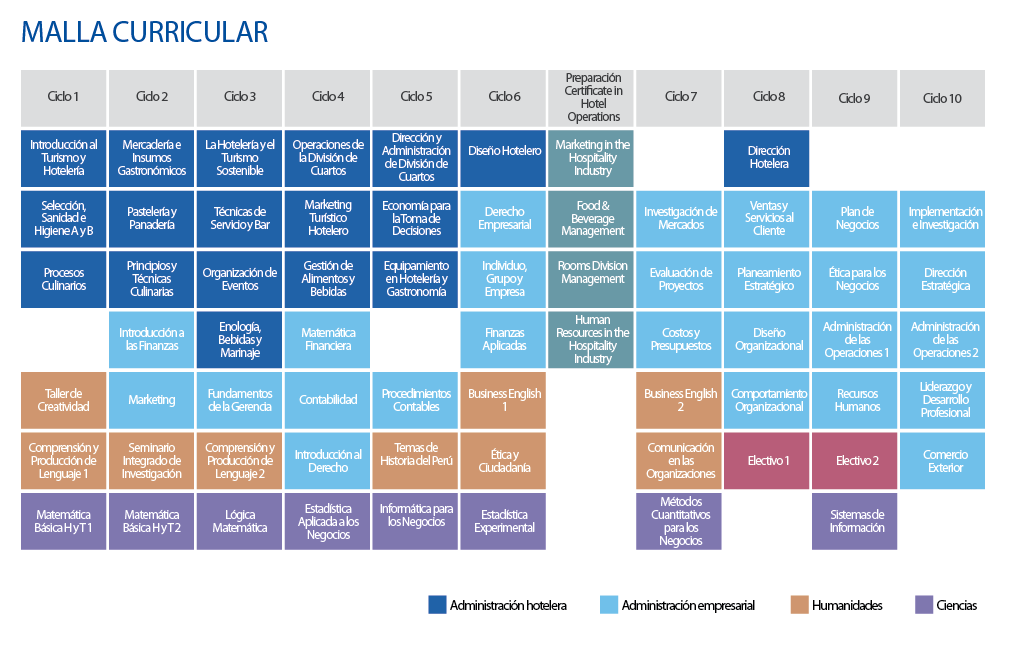 MALLA CURRICULAR
Ciclo 1
Ciclo 2
Ciclo 3
Ciclo 4
Ciclo 5
Ciclo 6
Preparación
Certificate in
Hotel
Operations
Ciclo 7
Ciclo 8
Ciclo 9
Ciclo 10
Introducción al
Turismo y
Hotelería
Mercadería e
Insumos
Gastronómicos
La Hotelería y el
Turismo
Sostenible
Operaciones de
la División de
Cuartos
Dirección y
Administración
de División de
Cuartos
Diseño Hotelero
Marketing in the
Hospitality
Industry
Dirección
Hotelera
Selección,
Sanidad e
Higiene A y B
Pastelería y
Panadería
Técnicas de
Servicio y Bar
Marketing
Turístico
Hotelero
Economía para
la Toma de
Decisiones
Derecho
Empresarial
Food &
Beverage
Management
Investigación de
Mercados
Ventas y
Servicios al
Cliente
Plan de
Negocios
Implementación
e Investigación
Procesos
Culinarios
Principios y
Técnicas
Culinarias
Organización de
Eventos
Gestión de
Alimentos y
Bebidas
Equipamiento
en Hotelería y
Gastronomía
Individuo,
Grupo y
Empresa
Rooms Division
Management
Evaluación de
Proyectos
Planeamiento
Estratégico
Ética para los
Negocios
Dirección
Estratégica
Introducción a
las Finanzas
Enología,
Bebidas y
Marinaje
Matemática
Financiera
Finanzas
Aplicadas
Human
Resources in the
Hospitality
Industry
Costos y
Presupuestos
Diseño
Organizacional
Administración
de las
Operaciones 1
Administración
de las
Operaciones 2
Taller de
Creatividad
Marketing
Fundamentos
de la Gerencia
Contabilidad
Procedimientos
Contables
Business English
1
Business English
2
Comportamiento
Organizacional
Recursos
Humanos
Liderazgo y
Desarrollo
Profesional
Comprensión y
Producción de
Lenguaje 1
Seminario
Integrado de
Investigación
Comprensión y
Producción de
Lenguaje 2
Introducción al
Derecho
Temas de
Historia del Perú
Ética y
Ciudadanía
Comunicación
en las
Organizaciones
Electivo 1
Electivo 2
Comercio
Exterior
Matemática
Básica H y T 1
Matemática
Básica H y T 2
Lógica
Matemática
Estadística
Aplicada a los
Negocios
Informática para
los Negocios
Estadística
Experimental
Métodos
Cuantitativos
para los
Negocios
Sistemas de
Información
Administración hotelera
Administración empresarial
Humanidades
Ciencias